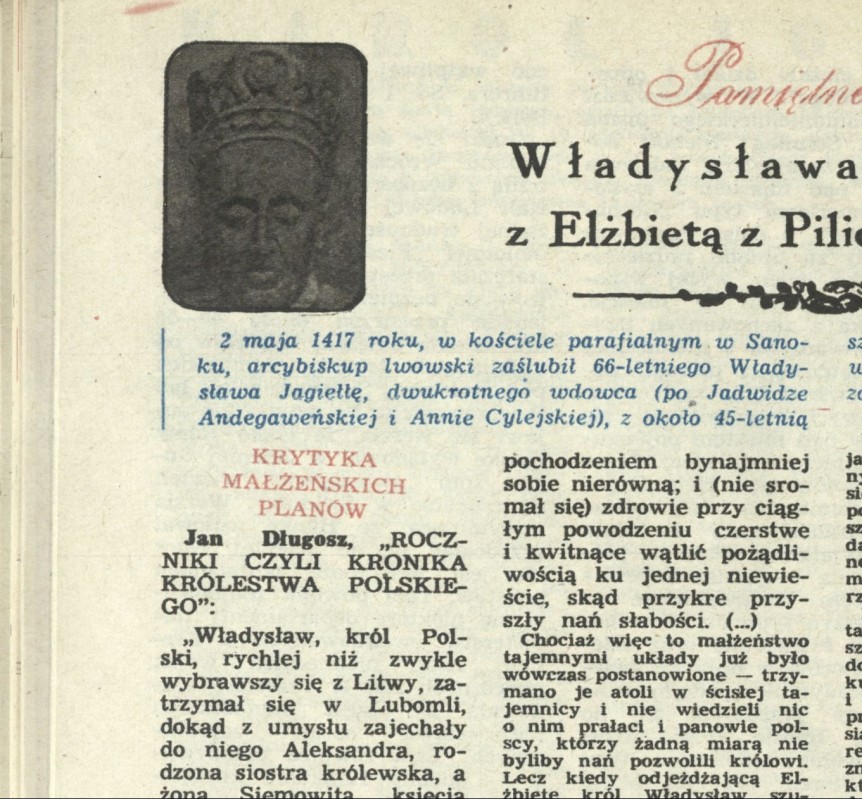 Pamiętne
Władysława
z Elżbietą z Pilic
2 maja 1417 roku, w kościele parafialnym w Sano-
ku, arcybiskup lwowski zaślubił 66-letniego Włady-
sława Jagiełłę, dwukrotnego wdowca (po Jadwidze
Andegaweńskiej i Annie Cylejskiej), z około 45-letnią
KRYTYKA
MAŁŻEŃSKICH
PLANÓW
Jan Długosz, „ROCZ-
NIKI CZYLI KRONIKA
KRÓLESTWA POLSKIE-
GO”:
„Władysław, król Pol-
ski, rychlej niż zwykle
wybrawszy się z Litwy, za-
trzymał się w Lubomli,
dokąd z umysłu zajechały
do niego Aleksandra, ro-
dzona siostra królewska, a
żona Siemowita księcia
pochodzeniem bynajmniej
sobie nierówną; i (nie sro-
mał się) zdrowie przy ciąg-
łym powodzeniu czerstwe
i kwitnące wątlić pożądli-
wością ku jednej niewie-
ście, skąd przykre przy-
szły nań słabości. (...)
Chociaż więc to małżeństwo
tajemnymi układy już było
wówczas postanowione — trzy-
mano je atoli w ścisłej ta-
jemnicy i nie wiedzieli nic
o nim prałaci i panowie pol-
scy, którzy żadną miarą nie
byliby nań pozwolili królowi.
Lecz kiedy odjeżdżającą El-
żbietę król Władysław szu-